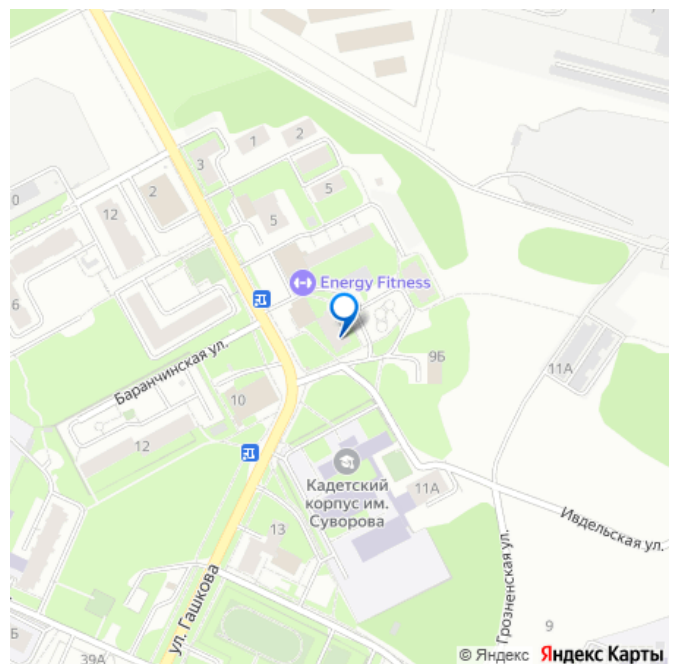 1
2
3
5
12
2
5
0
6
Energy Fitness
Баранчинская ул.
9Б
11А
10
12
Кадетский
корпус им.
Суворова
11А
Ивдельская ул.
13
Грозненская ул.
9
ул. Гашкова
Б
39А
© Яндекс Яндекс Карты